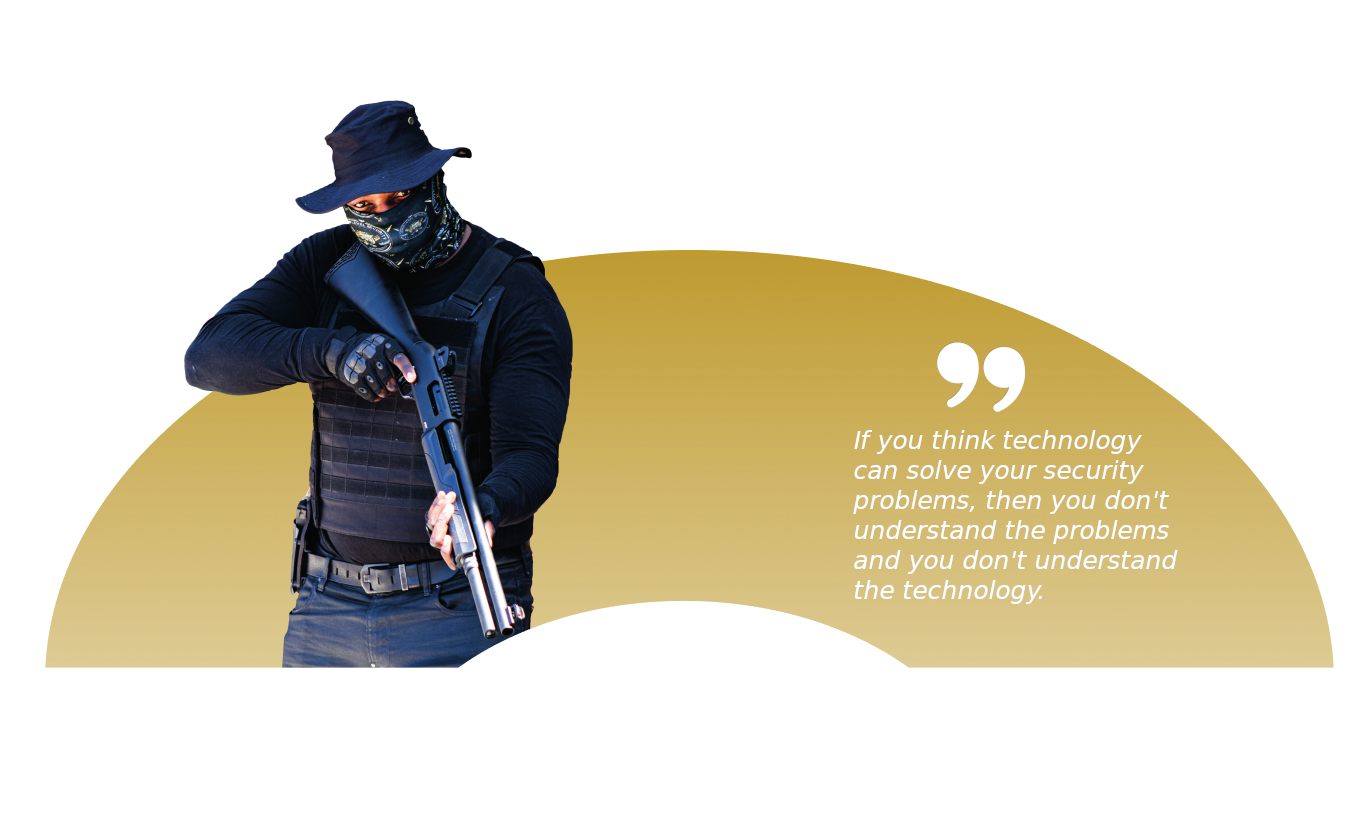 If you think technology
can solve your security
problems, then you don't
understand the problems
and you don't understand
the technology.